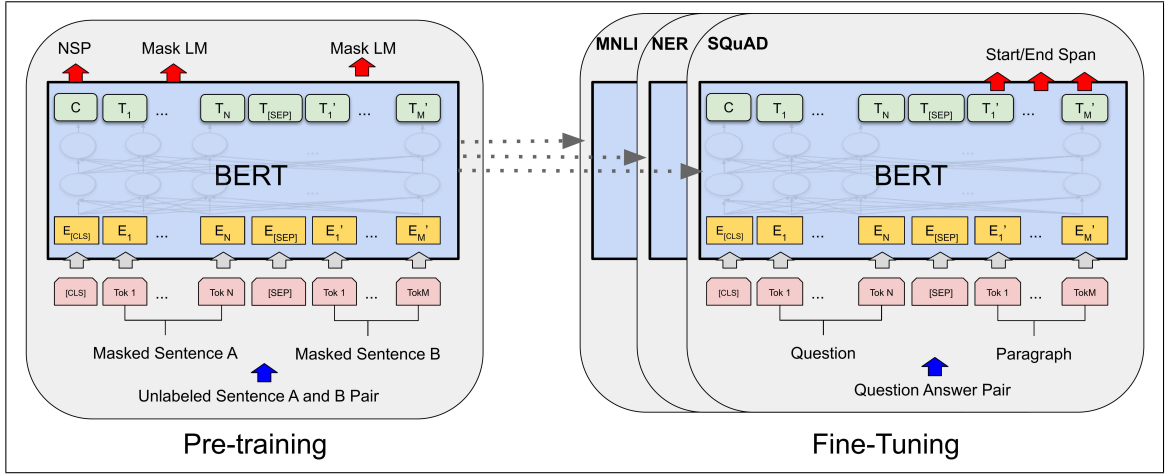 NSP Mask LM Mask LM
C T1 ... TN T[SEP] T1' ... TM'
BERT
E[CLS] E1 ... EN E[SEP] E1' ... EM'
[CLS] Tok 1 ... Tok N [SEP] Tok 1 ... TokM
Masked Sentence A Masked Sentence B
Unlabeled Sentence A and B Pair
Pre-training
MNLI NER SQuAD
Start/End Span
C T1 ... TN T[SEP] T1' ... TM'
BERT
E[CLS] E1 ... EN E[SEP] E1' ... EM'
[CLS] Tok 1 ... Tok N [SEP] Tok 1 ... TokM
Question Paragraph
Question Answer Pair
Fine-Tuning